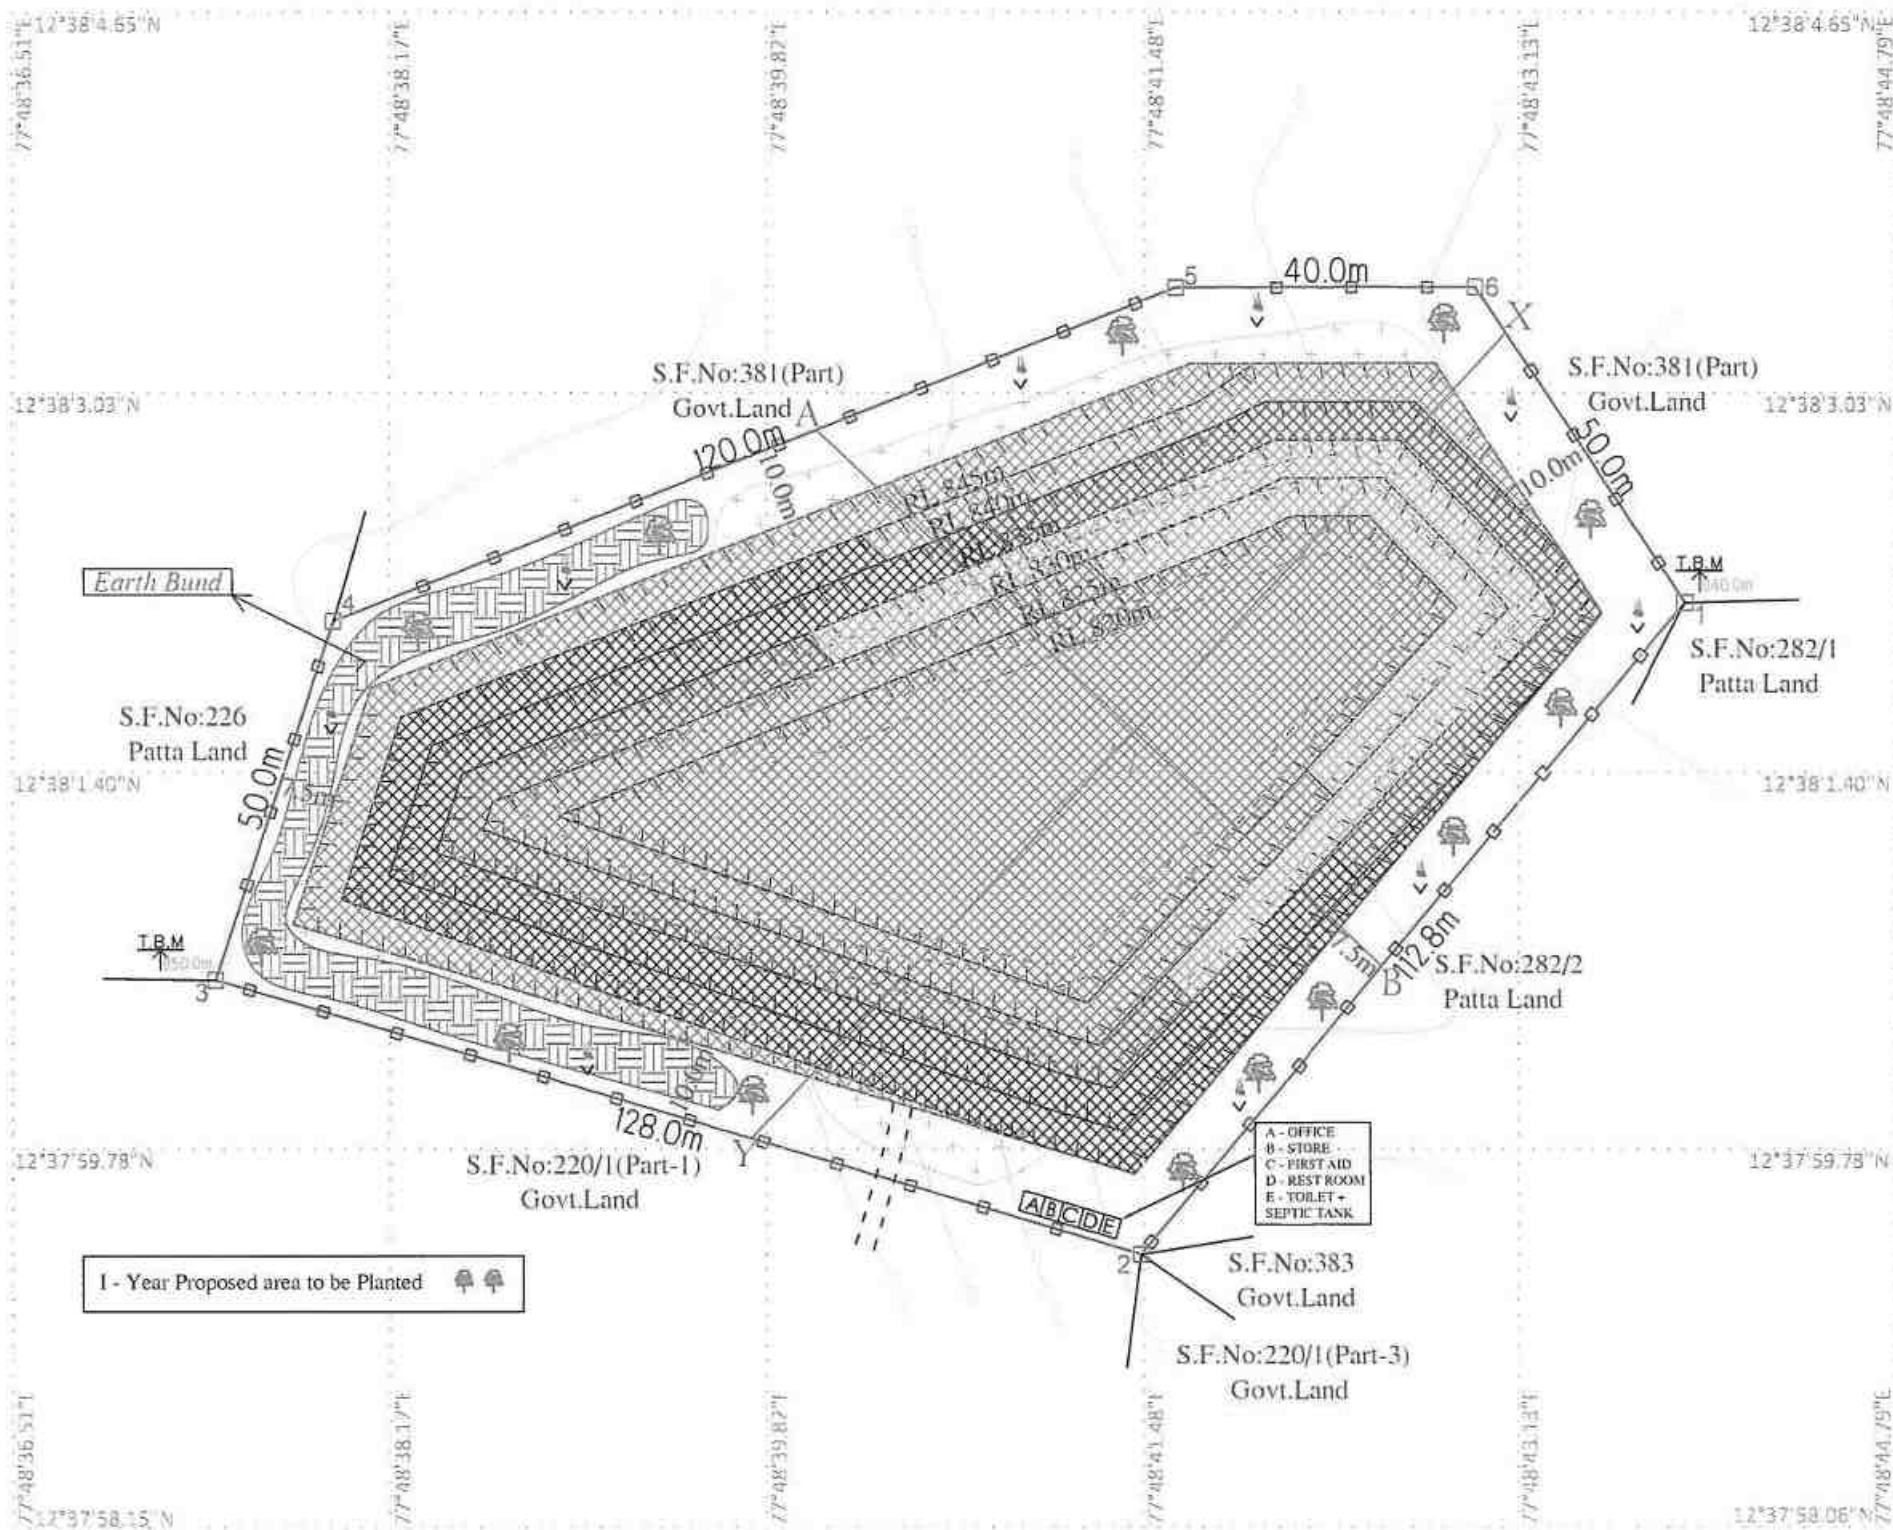 12°38'4.65"N
12°38'4.65"N
77°48'36.51"E
77°48'38.17"E
77°48'39.82"E
77°48'41.48"E
77°48'43.13"E
77°48'44.79"E
5
40.0m
6
X
S.F.No:381(Part)
Govt.Land
A
S.F.No:381(Part)
Govt.Land
12°38'3.03"N
12°38'3.03"N
120.0m
10.0m
50.0m
10.0m
RL 845m
RL 840m
RL 835m
RL 830m
RL 825m
RL 820m
Earth Bund
4
T.B.M
840.0m
1
S.F.No:282/1
Patta Land
S.F.No:226
Patta Land
50.0m
12°38'1.40"N
12°38'1.40"N
T.B.M
850.0m
3
7.5m
B
112.8m
S.F.No:282/2
Patta Land
10.0m
128.0m
Y
12°37'59.78"N
12°37'59.78"N
S.F.No:220/1(Part-1)
Govt.Land
A - OFFICE
B - STORE
C - FIRST AID
D - REST ROOM
E - TOILET +
SEPTIC TANK
A B C D E
2
S.F.No:383
Govt.Land
I - Year Proposed area to be Planted
S.F.No:220/1(Part-3)
Govt.Land
77°48'36.51"E
77°48'38.17"E
77°48'39.82"E
77°48'41.48"E
77°48'43.13"E
77°48'44.79"E
12°37'58.15"N
12°37'58.06"N